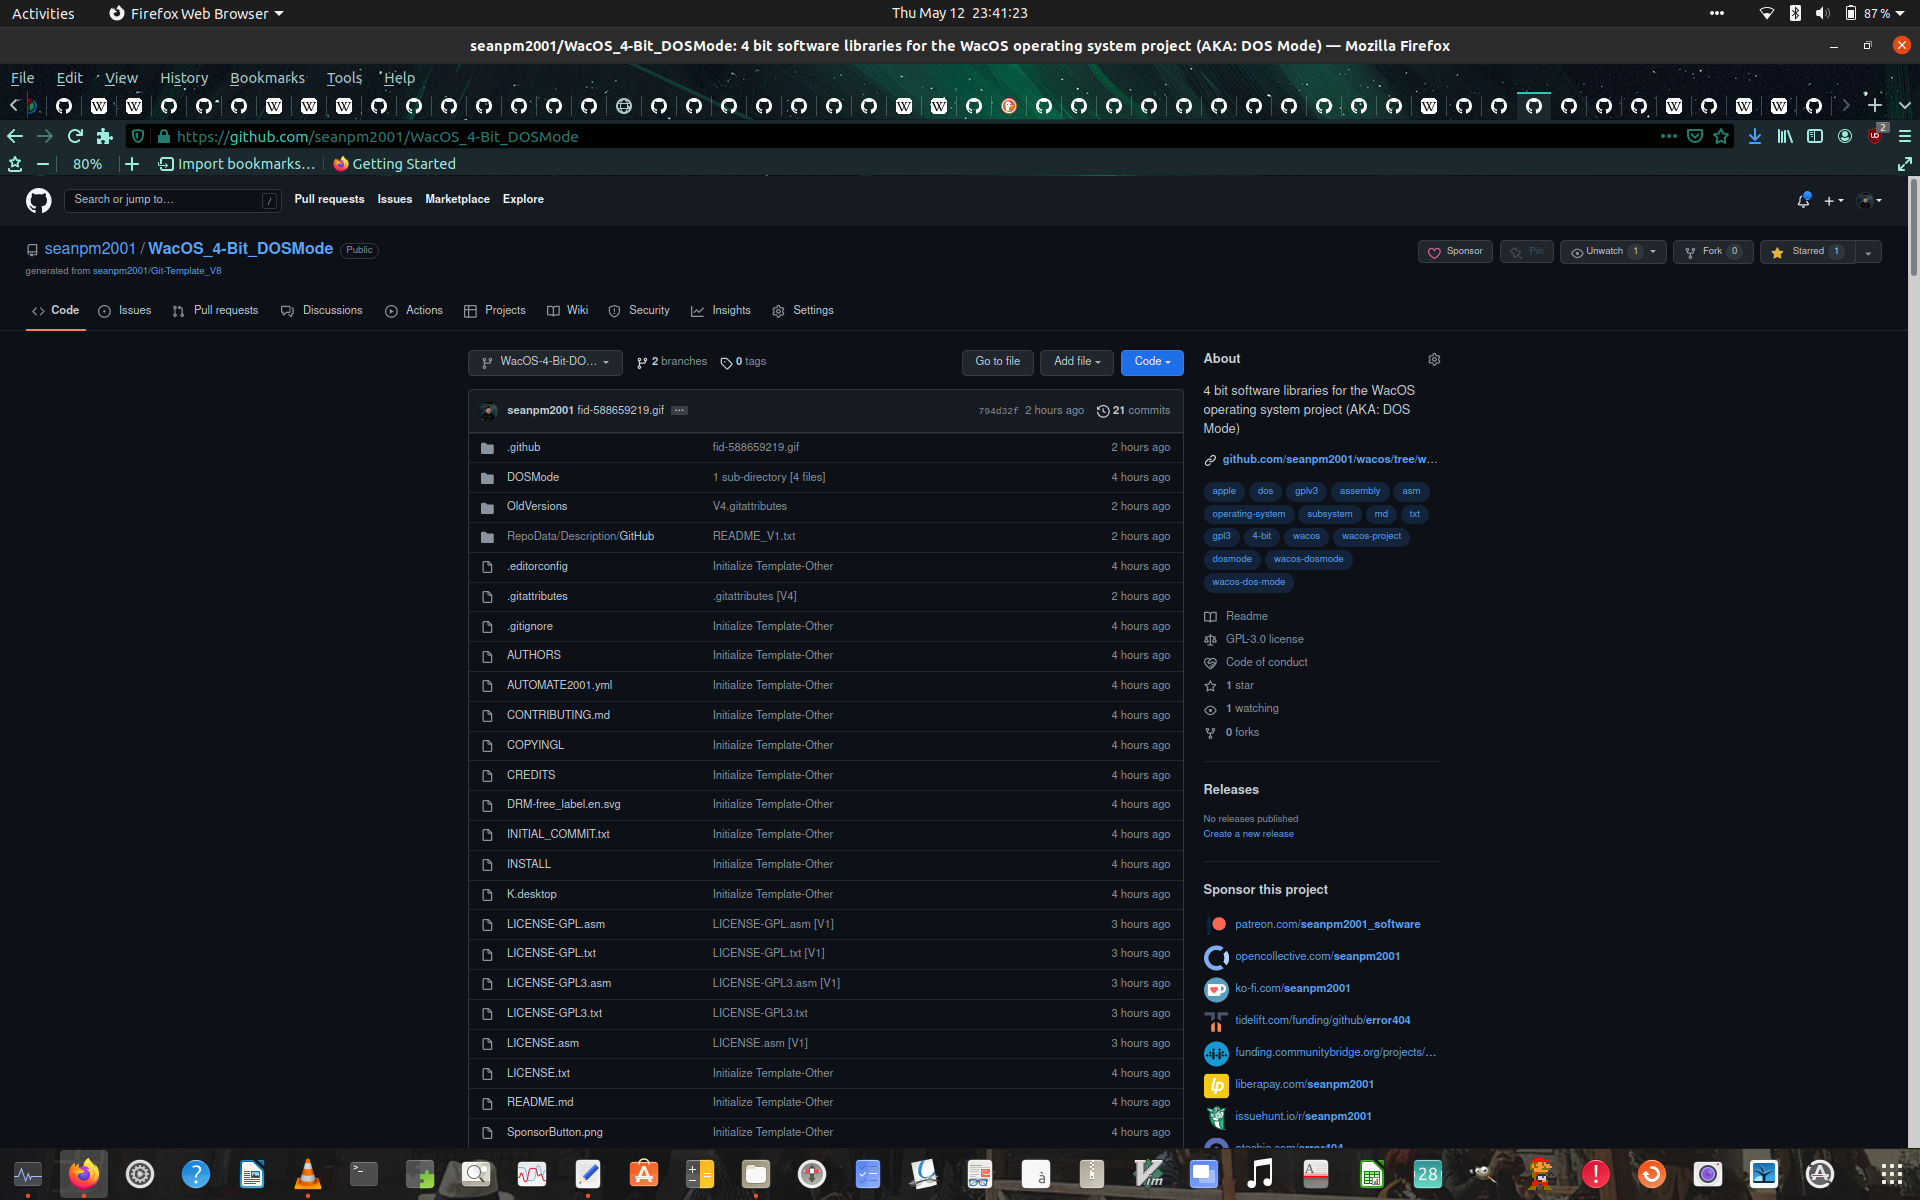 Activities
Firefox Web Browser
Thu May 12 23:41:23
87 %
seanpm2001/WacOS_4-Bit_DOSMode: 4 bit software libraries for the WacOS operating system project (AKA: DOS Mode) — Mozilla Firefox
File Edit View History Bookmarks Tools Help
https://github.com/seanpm2001/WacOS_4-Bit_DOSMode
2
80%
Import bookmarks...
Getting Started
Search or jump to...
/
Pull requests Issues Marketplace Explore
seanpm2001 / WacOS_4-Bit_DOSMode Public
generated from seanpm2001/Git-Template_V8
Sponsor
Pin
Unwatch 1
Fork 0
Starred 1
Code Issues Pull requests Discussions Actions Projects Wiki Security Insights Settings
WacOS-4-Bit-DO...
2 branches 0 tags
Go to file
Add file
Code
seanpm2001 fid-588659219.gif ... 794d32f 2 hours ago 21 commits
.github fid-588659219.gif 2 hours ago
DOSMode 1 sub-directory [4 files] 4 hours ago
OldVersions V4.gitattributes 2 hours ago
RepoData/Description/GitHub README_V1.txt 2 hours ago
.editorconfig Initialize Template-Other 4 hours ago
.gitattributes .gitattributes [V4] 2 hours ago
.gitignore Initialize Template-Other 4 hours ago
AUTHORS Initialize Template-Other 4 hours ago
AUTOMATE2001.yml Initialize Template-Other 4 hours ago
CONTRIBUTING.md Initialize Template-Other 4 hours ago
COPYINGL Initialize Template-Other 4 hours ago
CREDITS Initialize Template-Other 4 hours ago
DRM-free_label.en.svg Initialize Template-Other 4 hours ago
INITIAL_COMMIT.txt Initialize Template-Other 4 hours ago
INSTALL Initialize Template-Other 4 hours ago
K.desktop Initialize Template-Other 4 hours ago
LICENSE-GPL.asm LICENSE-GPL.asm [V1] 3 hours ago
LICENSE-GPL.txt LICENSE-GPL.txt [V1] 3 hours ago
LICENSE-GPL3.asm LICENSE-GPL3.asm [V1] 3 hours ago
LICENSE-GPL3.txt LICENSE-GPL3.txt 3 hours ago
LICENSE.asm LICENSE.asm [V1] 3 hours ago
LICENSE.txt Initialize Template-Other 4 hours ago
README.md Initialize Template-Other 4 hours ago
SponsorButton.png Initialize Template-Other 4 hours ago
About
4 bit software libraries for the WacOS
operating system project (AKA: DOS
Mode)
github.com/seanpm2001/wacos/tree/w...
apple dos gplv3 assembly asm
operating-system subsystem md txt
gpl3 4-bit wacos wacos-project
dosmode wacos-dosmode
wacos-dos-mode
Readme
GPL-3.0 license
Code of conduct
1 star
1 watching
0 forks
Releases
No releases published
Create a new release
Sponsor this project
patreon.com/seanpm2001_software
opencollective.com/seanpm2001
ko-fi.com/seanpm2001
tidelift.com/funding/github/error404
funding.communitybridge.org/projects/...
liberapay.com/seanpm2001
issuehunt.io/r/seanpm2001
28